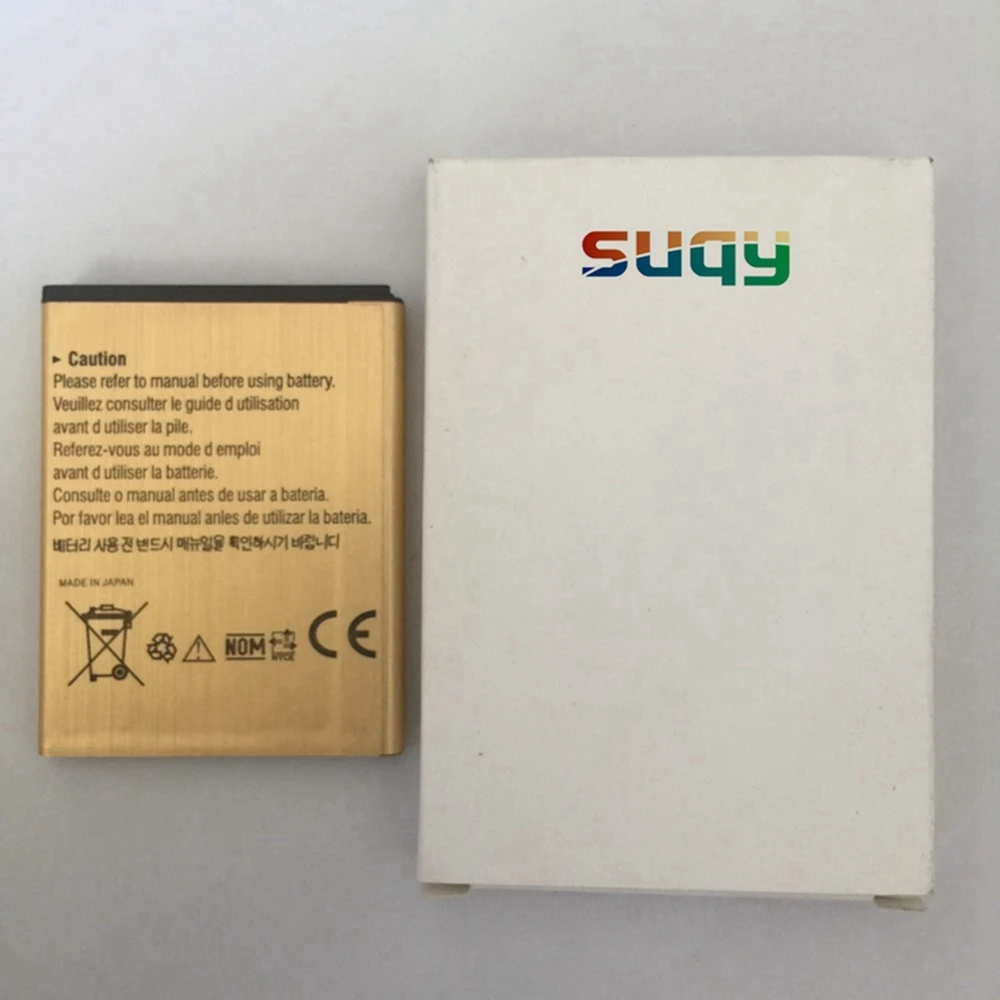 suqy
Caution
Please refer to manual before using battery.
Veuillez consulter le guide d utilisation
avant d utiliser la pile.
Referez-vous au mode d emploi
avant d utiliser la batterie.
Consulte o manual antes de usar a bateria.
Por favor lea el manual anles de utilizar la bateria.
배터리 사용 전 반드시 매뉴일을 확인하시기 바랍니다
MADE IN JAPAN
NOM
NYCE
CE